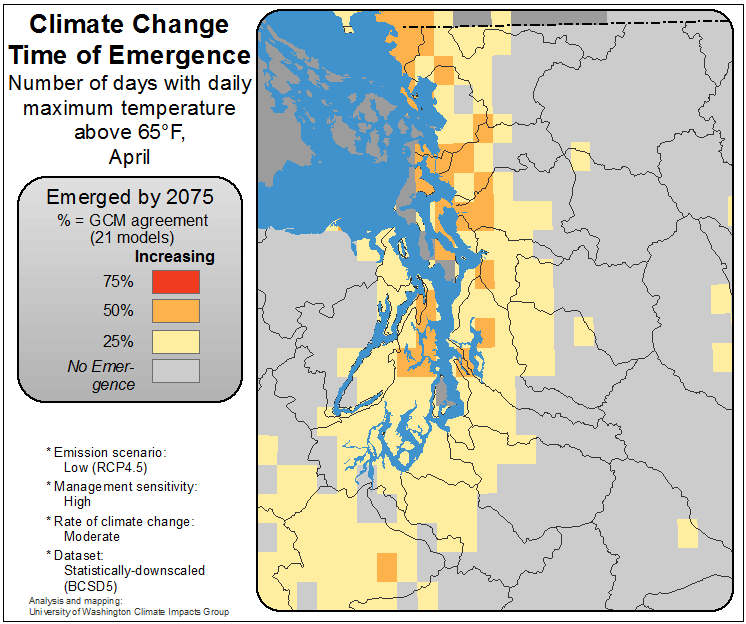 Climate Change
Time of Emergence
Number of days with daily
maximum temperature
above 65°F,
April
Emerged by 2075
% = GCM agreement
(21 models)
Increasing
75%
50%
25%
No Emer-
gence
* Emission scenario:
Low (RCP4.5)
* Management sensitivity:
High
* Rate of climate change:
Moderate
* Dataset:
Statistically-downscaled
(BCSD5)
Analysis and mapping:
University of Washington Climate Impacts Group